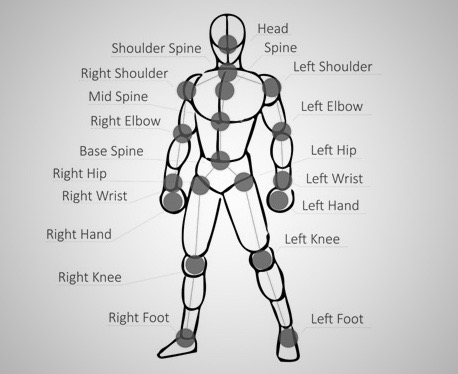 Head
Shoulder Spine
Spine
Right Shoulder
Left Shoulder
Mid Spine
Left Elbow
Right Elbow
Base Spine
Left Hip
Right Hip
Left Wrist
Right Wrist
Left Hand
Right Hand
Left Knee
Right Knee
Right Foot
Left Foot